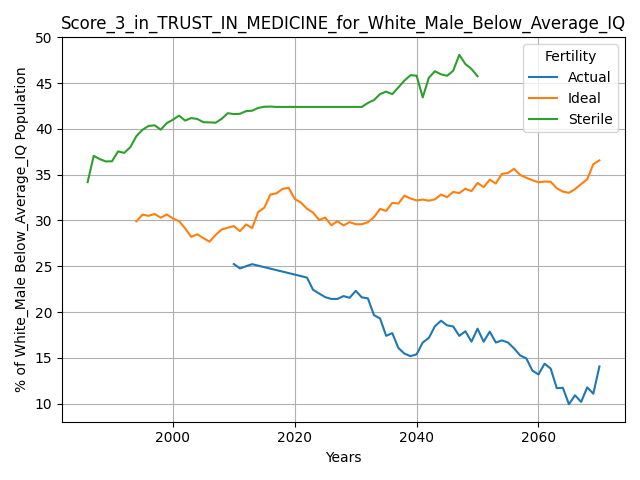 Score_3_in_TRUST_IN_MEDICINE_for_White_Male_Below_Average_IQ
% of White_Male Below_Average_IQ Population
50
45
40
35
30
25
20
15
10
Fertility
Actual
Ideal
Sterile
2000
2020
2040
2060
Years